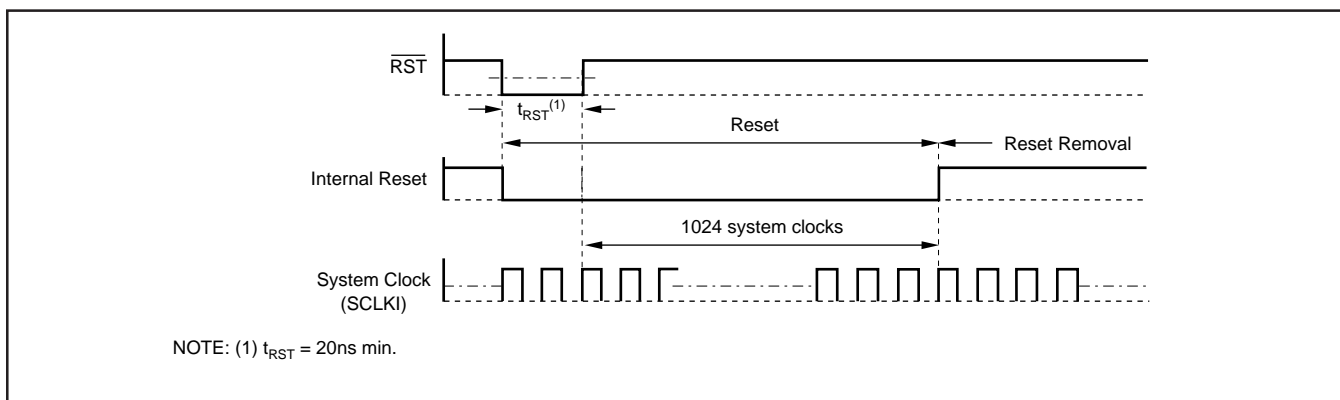 RST
t_RST(1)
Reset
Reset Removal
Internal Reset
1024 system clocks
System Clock
(SCLKI)
NOTE: (1) t_RST = 20ns min.